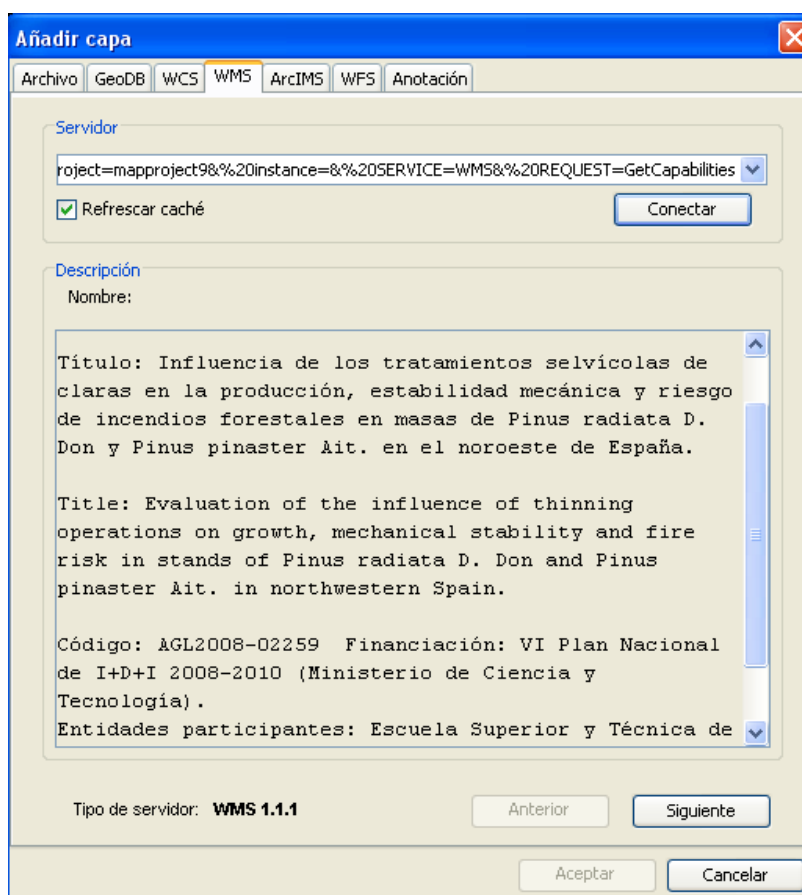 Añadir capa
Archivo GeoDB WCS WMS ArcIMS WFS Anotación
Servidor
roject=mapproject9&%20instance=&%20SERVICE=WMS&%20REQUEST=GetCapabilities
Refrescar caché Conectar
Descripción
Nombre:
Título: Influencia de los tratamientos selvícolas de
claras en la producción, estabilidad mecánica y riesgo
de incendios forestales en masas de Pinus radiata D.
Don y Pinus pinaster Ait. en el noroeste de España.
Title: Evaluation of the influence of thinning
operations on growth, mechanical stability and fire
risk in stands of Pinus radiata D. Don and Pinus
pinaster Ait. in northwestern Spain.
Código: AGL2008-02259  Financiación: VI Plan Nacional
de I+D+I 2008-2010 (Ministerio de Ciencia y
Tecnología).
Entidades participantes: Escuela Superior y Técnica de
Tipo de servidor: WMS 1.1.1 Anterior Siguiente
Aceptar Cancelar